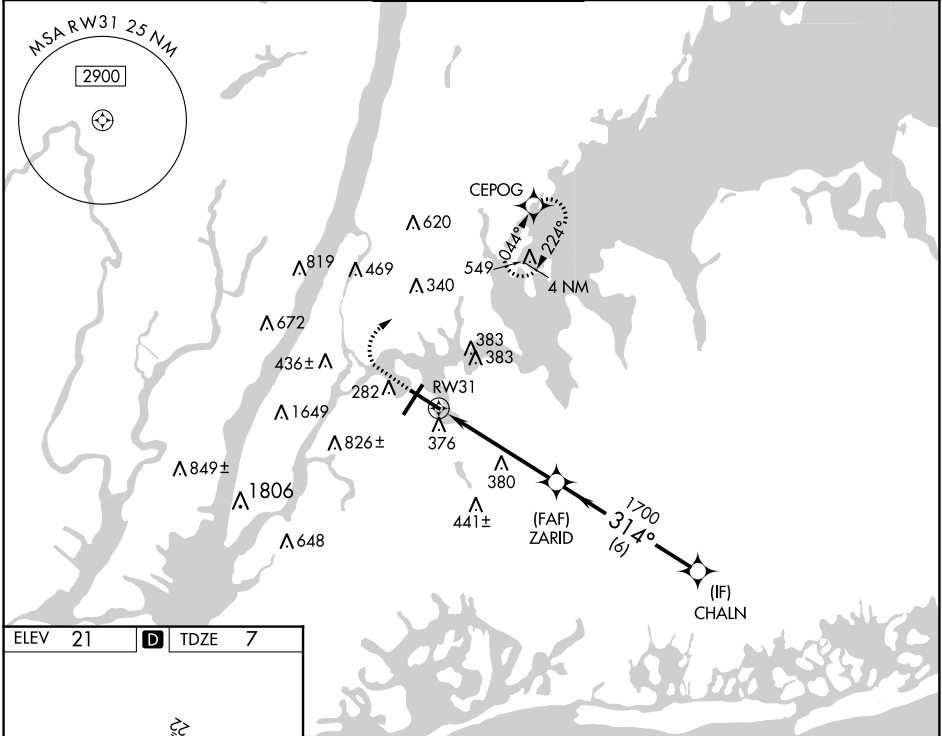 MSA RW31 25 NM
2900
CEPOG
620
044°
224°
819
469
549
340
4 NM
672
383
383
436±
282
RW31
1649
376
826±
849±
380
1806
441±
(FAF)
ZARID
1700
314°
(6)
648
(IF)
CHALN
ELEV 21 D TDZE 7
22